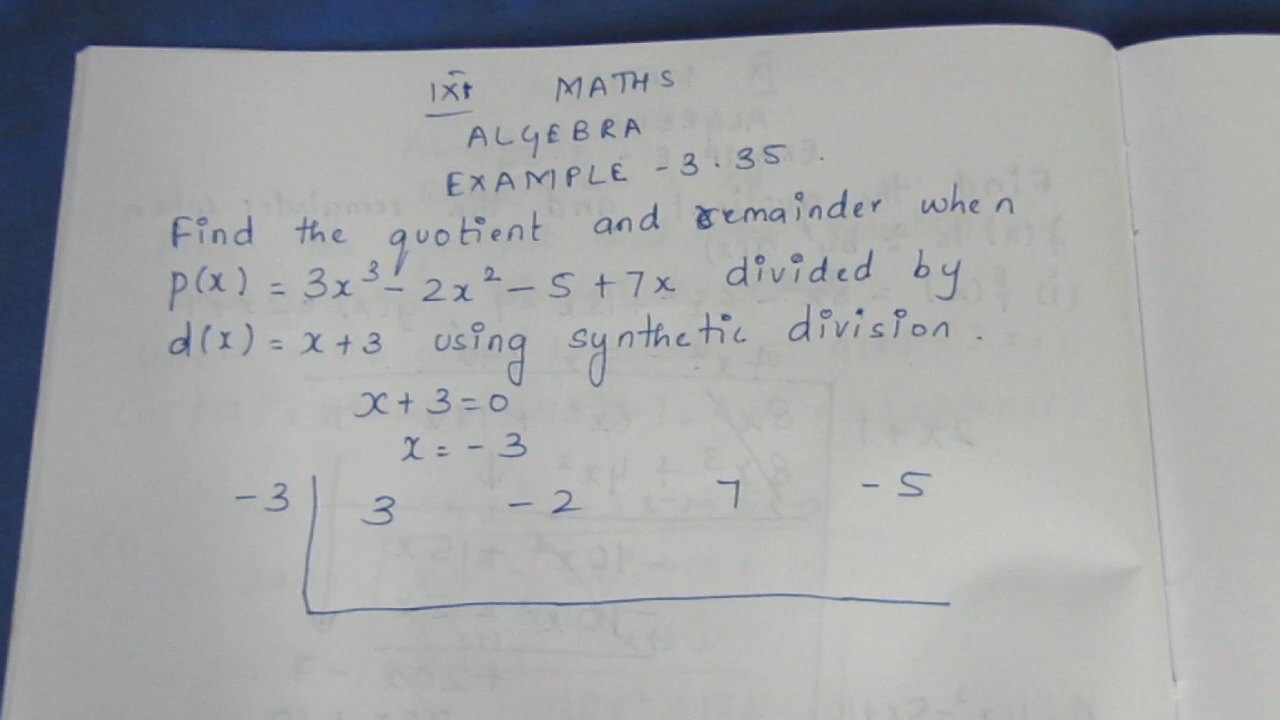 IX MATHS
ALGEBRA
EXAMPLE - 3.35.
Find the quotient and remainder when
p(x) = 3x³ - 2x² - 5 + 7x divided by
d(x) = x + 3 using synthetic division.
x + 3 = 0
x = - 3
-3 | 3 - 2 7 - 5